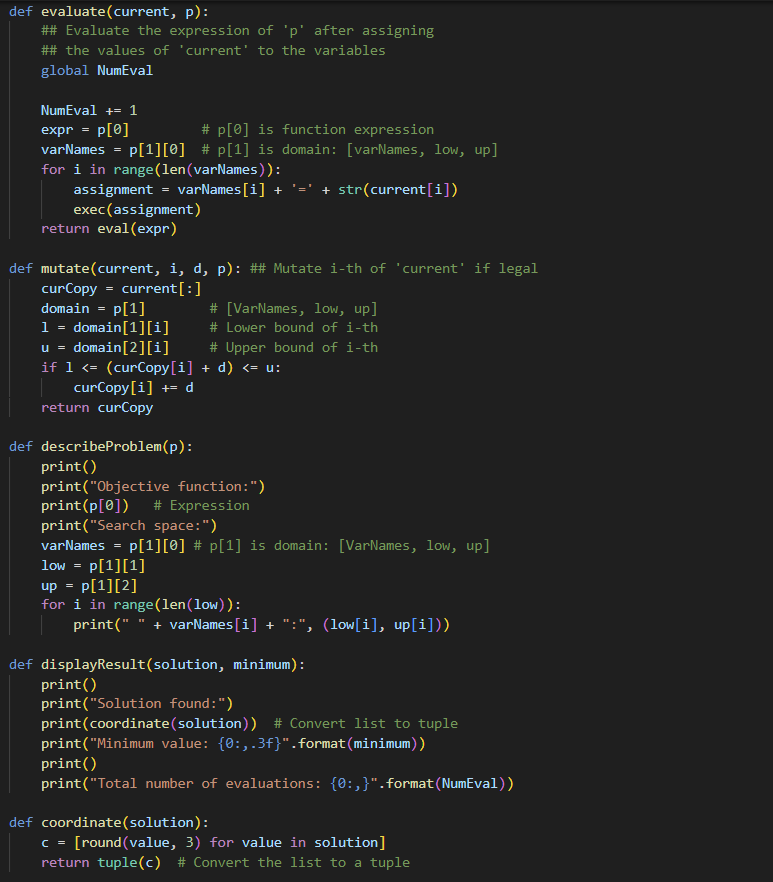 def evaluate(current, p):
    ## Evaluate the expression of 'p' after assigning
    ## the values of 'current' to the variables
    global NumEval

    NumEval += 1
    expr = p[0]         # p[0] is function expression
    varNames = p[1][0]  # p[1] is domain: [varNames, low, up]
    for i in range(len(varNames)):
        assignment = varNames[i] + '=' + str(current[i])
        exec(assignment)
    return eval(expr)

def mutate(current, i, d, p): ## Mutate i-th of 'current' if legal
    curCopy = current[:]
    domain = p[1]        # [VarNames, low, up]
    l = domain[1][i]     # Lower bound of i-th
    u = domain[2][i]     # Upper bound of i-th
    if l <= (curCopy[i] + d) <= u:
        curCopy[i] += d
    return curCopy

def describeProblem(p):
    print()
    print("Objective function:")
    print(p[0])   # Expression
    print("Search space:")
    varNames = p[1][0] # p[1] is domain: [VarNames, low, up]
    low = p[1][1]
    up = p[1][2]
    for i in range(len(low)):
        print(" " + varNames[i] + ":", (low[i], up[i]))

def displayResult(solution, minimum):
    print()
    print("Solution found:")
    print(coordinate(solution))  # Convert list to tuple
    print("Minimum value: {0:,.3f}".format(minimum))
    print()
    print("Total number of evaluations: {0:,}".format(NumEval))

def coordinate(solution):
    c = [round(value, 3) for value in solution]
    return tuple(c)  # Convert the list to a tuple